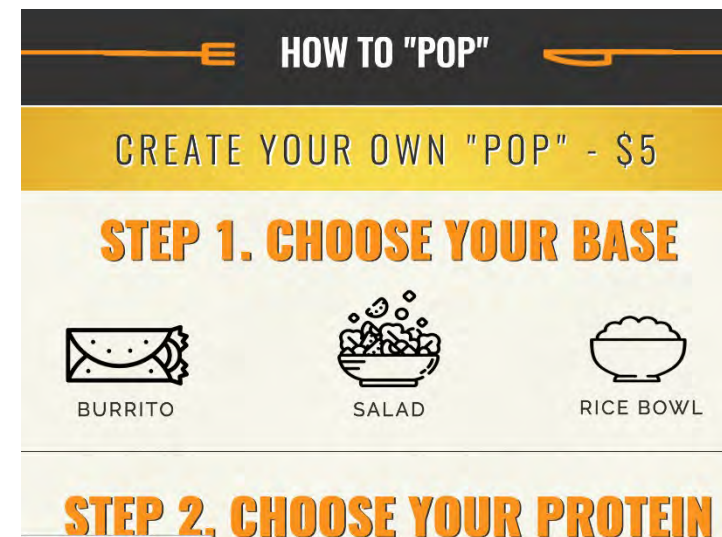 HOW TO "POP"
CREATE YOUR OWN "POP" - $5
STEP 1. CHOOSE YOUR BASE
BURRITO
SALAD
RICE BOWL
STEP 2. CHOOSE YOUR PROTEIN